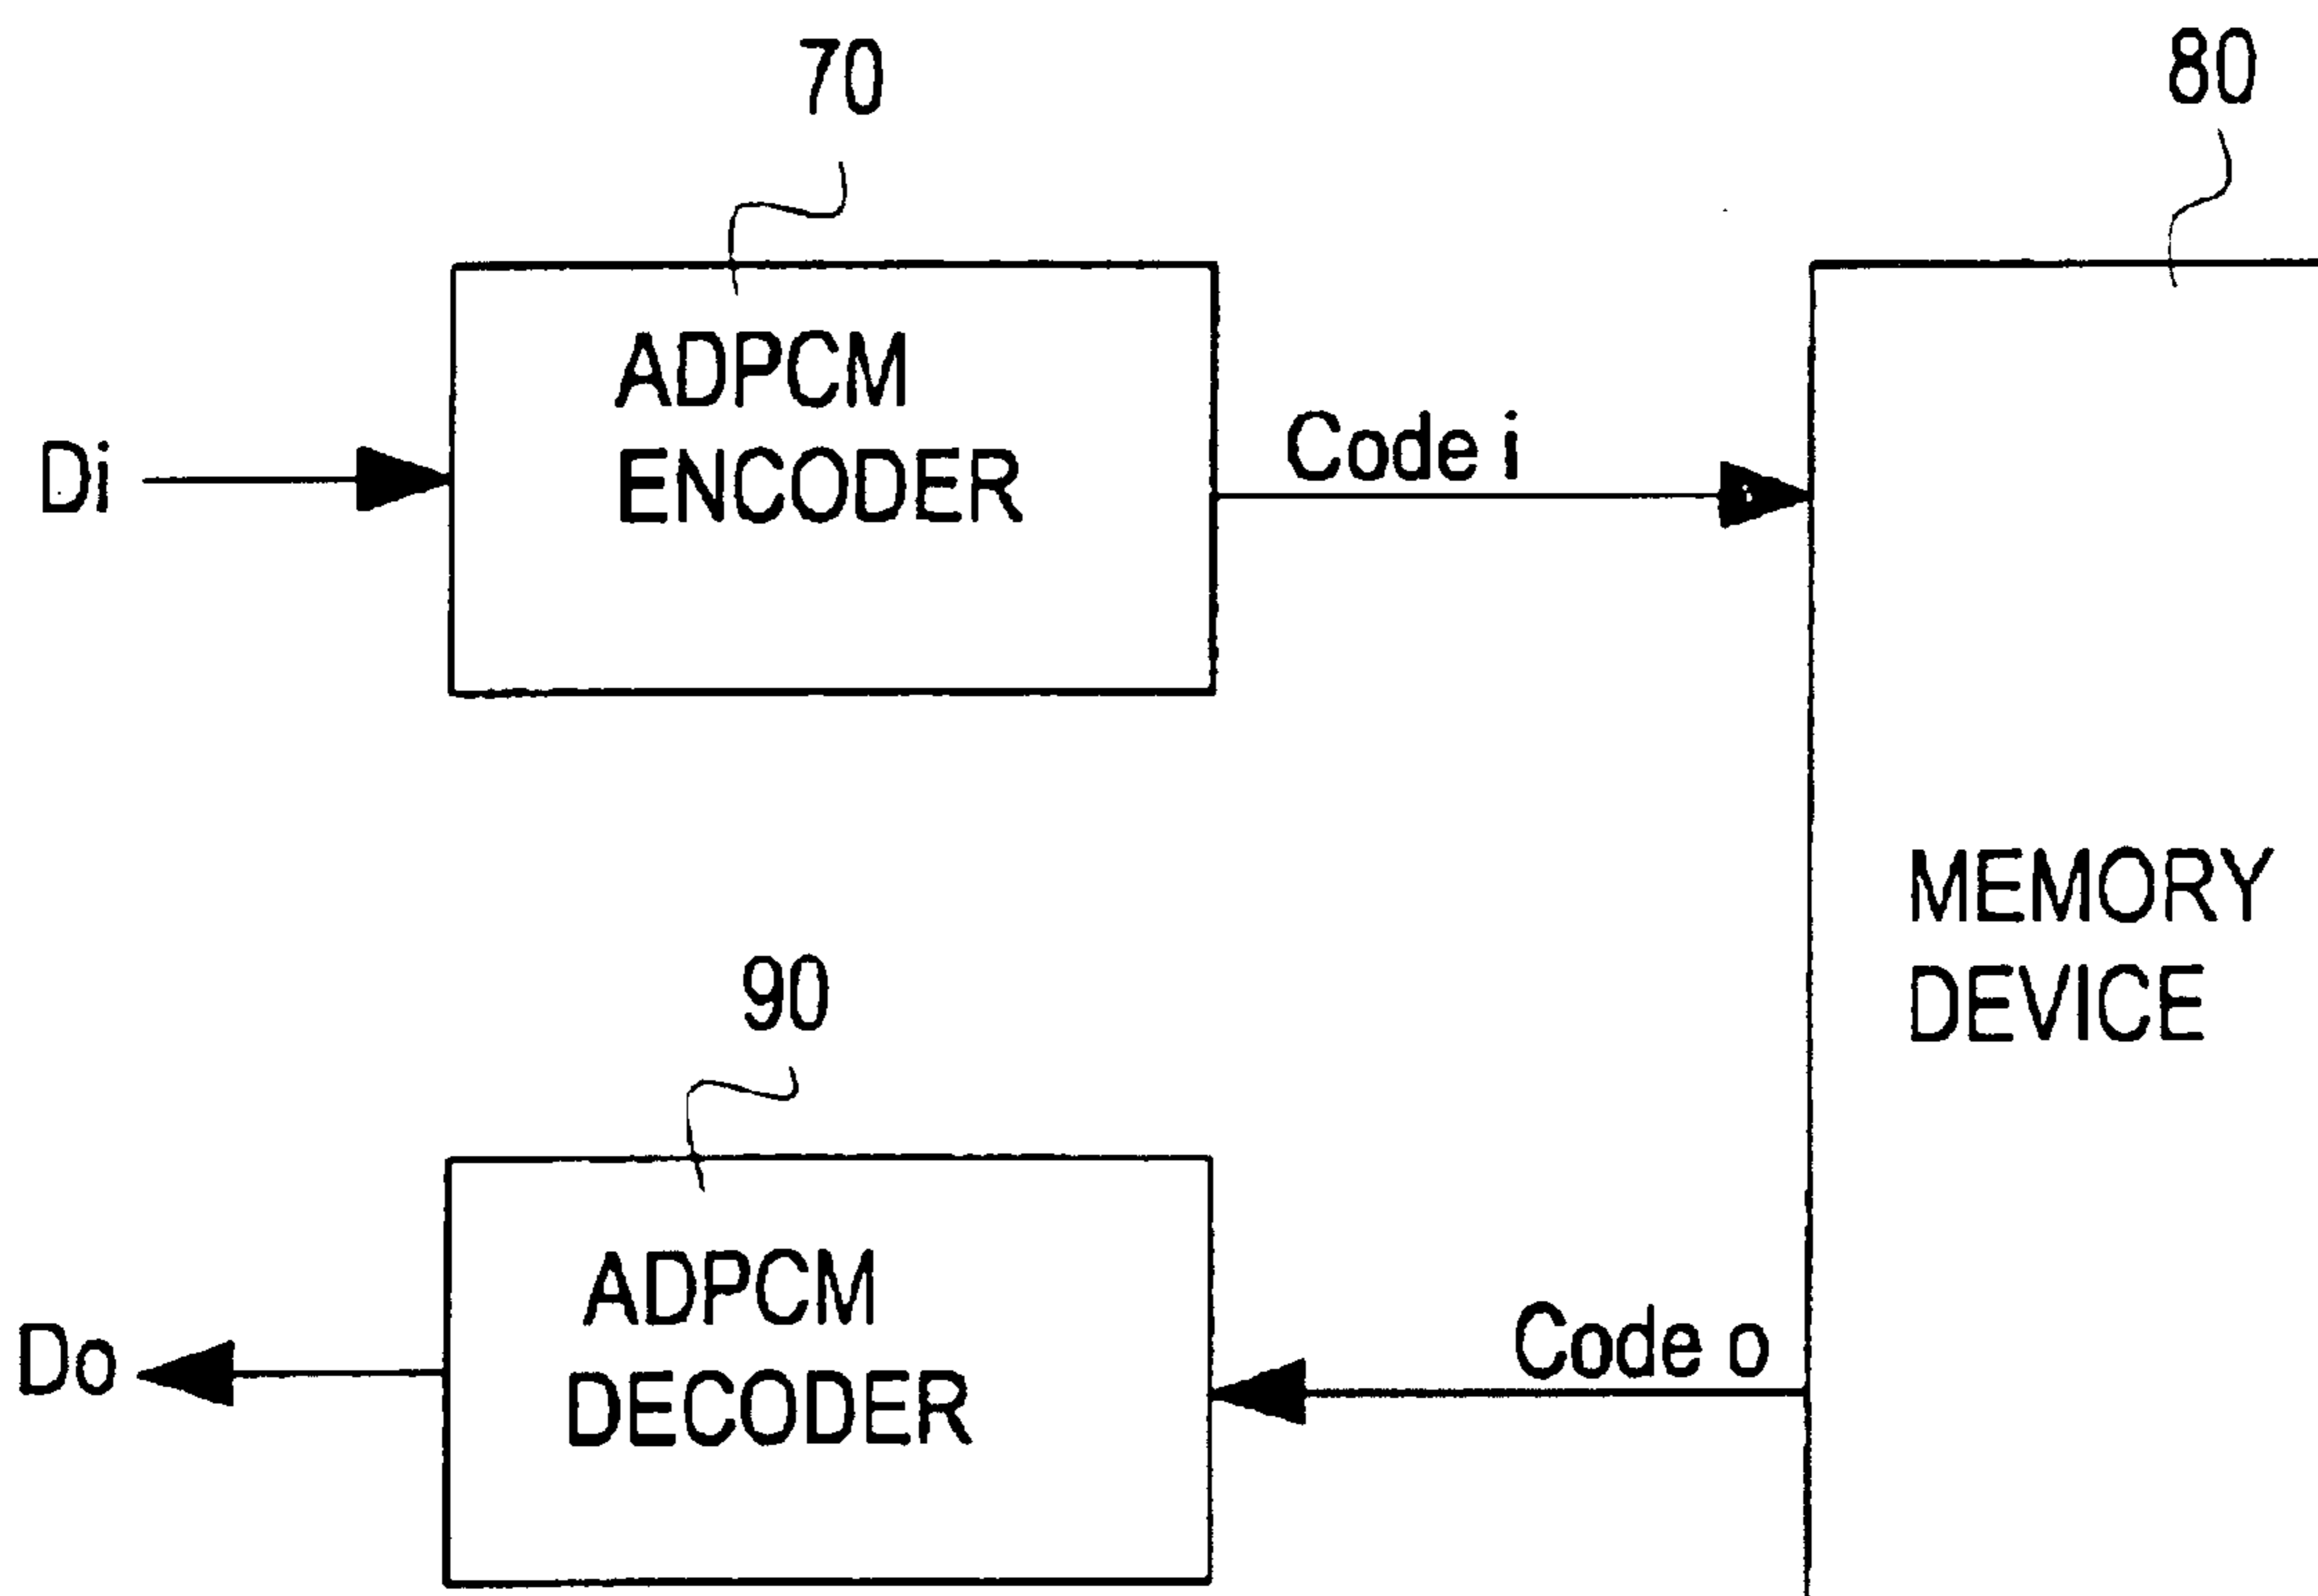 70
80
ADPCM
ENCODER
Di
Code i
MEMORY
DEVICE
90
ADPCM
DECODER
Do
Code o